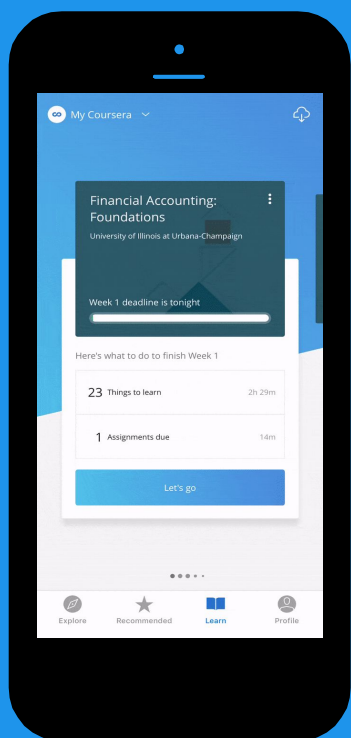 My Coursera
Financial Accounting:
Foundations
University of Illinois at Urbana-Champaign
Week 1 deadline is tonight
Here's what to do to finish Week 1
23 Things to learn 2h 29m
1 Assignments due 14m
Let's go
Explore Recommended Learn Profile